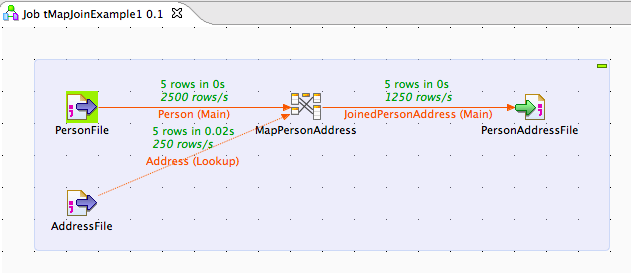 Job tMapJoinExample1 0.1
5 rows in 0s
2500 rows/s
Person (Main)
5 rows in 0s
1250 rows/s
JoinedPersonAddress (Main)
PersonFile
MapPersonAddress
PersonAddressFile
5 rows in 0.02s
250 rows/s
Address (Lookup)
AddressFile